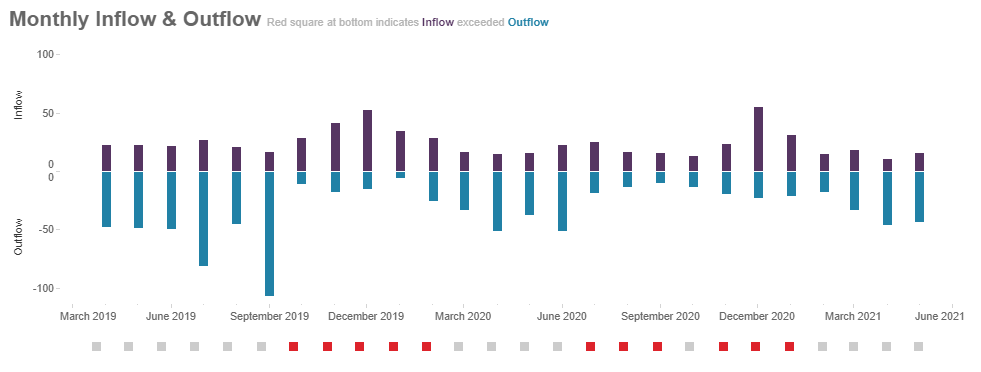 Monthly Inflow & Outflow Red square at bottom indicates Inflow exceeded Outflow
100
Inflow
50
0
0
Outflow
-50
-100
March 2019 June 2019 September 2019 December 2019 March 2020 June 2020 September 2020 December 2020 March 2021 June 2021